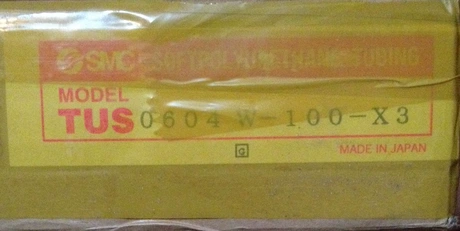 SMC SOFT POLYURETHANE TUBING
MODEL
TUS0604 W-100-X3
G
MADE IN JAPAN